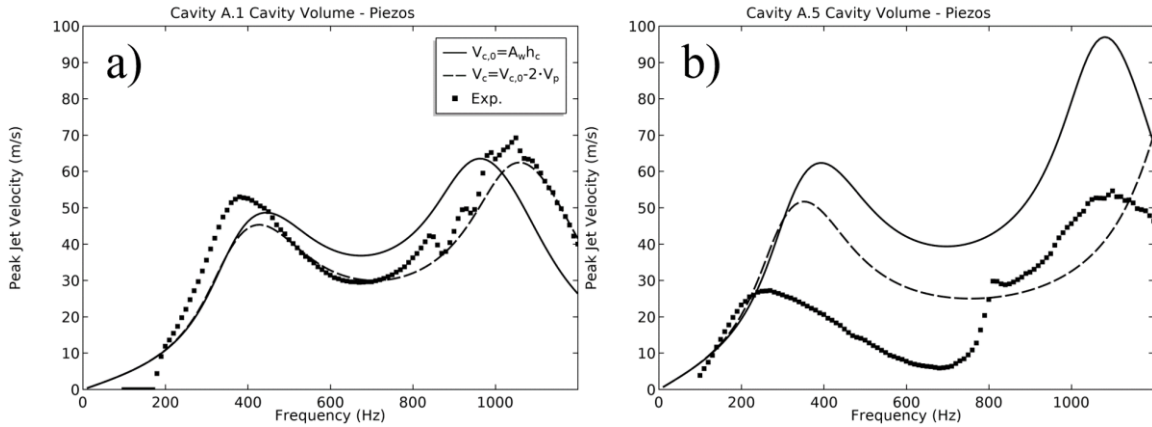 Cavity A.1 Cavity Volume - Piezos
a)
V_c,0=A_wh_c
V_c=V_c,0-2·V_p
Exp.
Peak Jet Velocity (m/s)
100
90
80
70
60
50
40
30
20
10
0
0 200 400 600 800 1000
Frequency (Hz)
Cavity A.5 Cavity Volume - Piezos
b)
Peak Jet Velocity (m/s)
100
90
80
70
60
50
40
30
20
10
0
0 200 400 600 800 1000
Frequency (Hz)